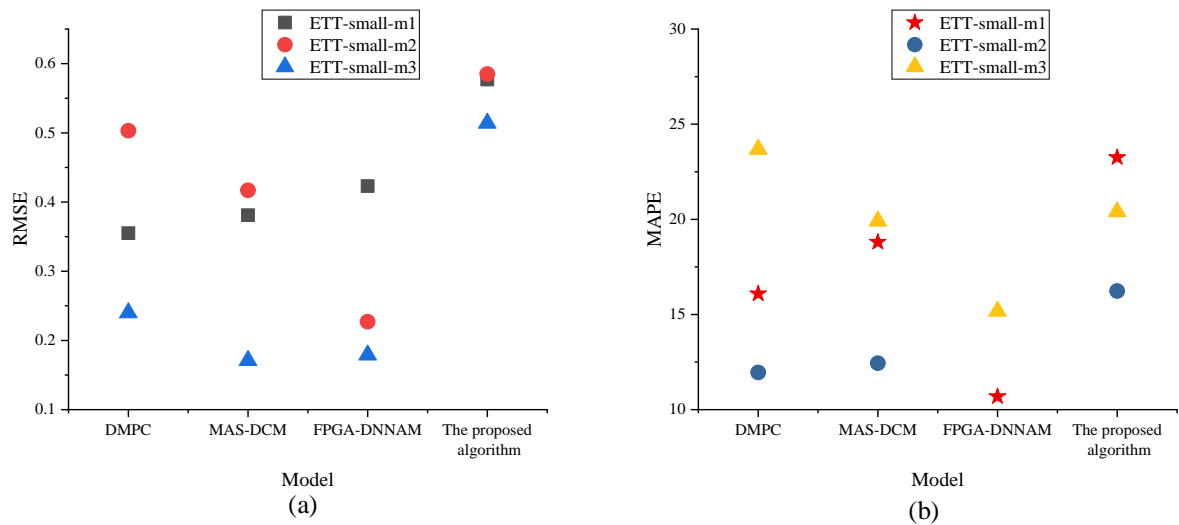 ETT-small-m1
ETT-small-m2
ETT-small-m3
0.6
0.5
0.4
0.3
0.2
0.1
RMSE
DMPC
MAS-DCM
FPGA-DNNAM
The proposed
algorithm
Model
(a)
ETT-small-m1
ETT-small-m2
ETT-small-m3
30
25
20
15
10
MAPE
DMPC
MAS-DCM
FPGA-DNNAM
The proposed
algorithm
Model
(b)